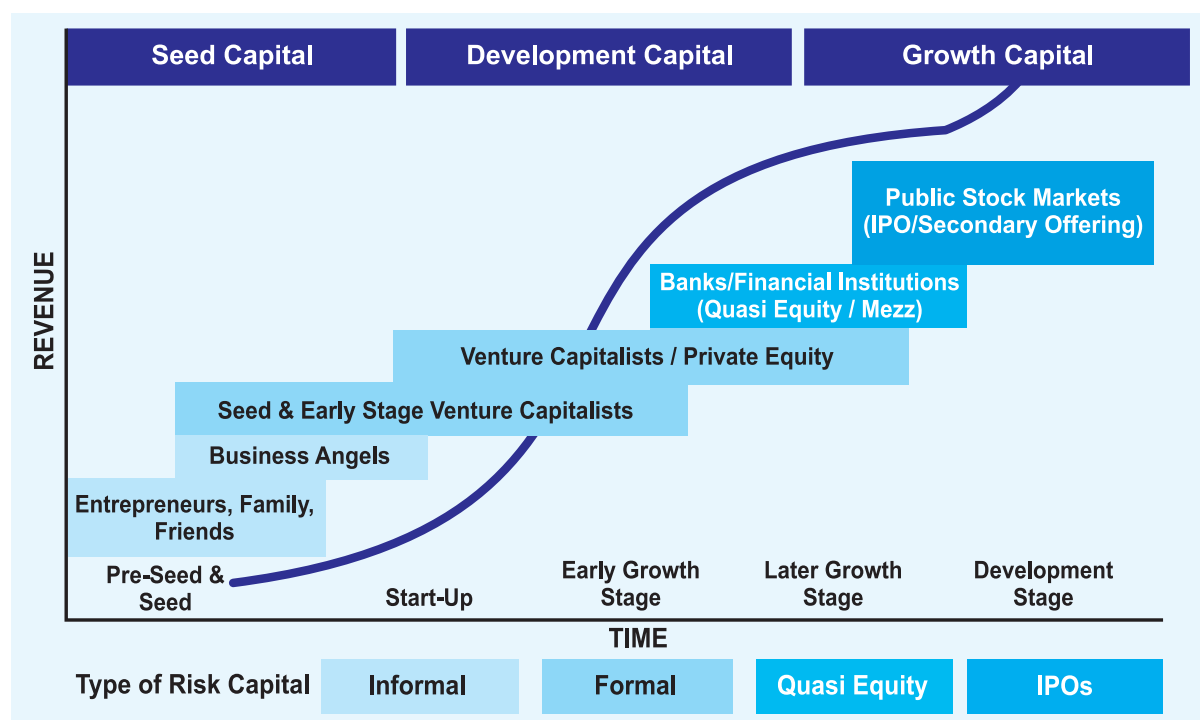 Seed Capital
Development Capital
Growth Capital
REVENUE
Public Stock Markets
(IPO/Secondary Offering)
Banks/Financial Institutions
(Quasi Equity / Mezz)
Venture Capitalists / Private Equity
Seed & Early Stage Venture Capitalists
Business Angels
Entrepreneurs, Family,
Friends
Pre-Seed &
Seed
Start-Up
Early Growth
Stage
Later Growth
Stage
Development
Stage
TIME
Type of Risk Capital
Informal
Formal
Quasi Equity
IPOs